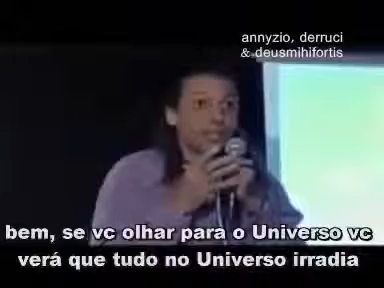 annyzio, derruci
& deusmihifortis
bem, se vc olhar para o Universo vc
verá que tudo no Universo irradia